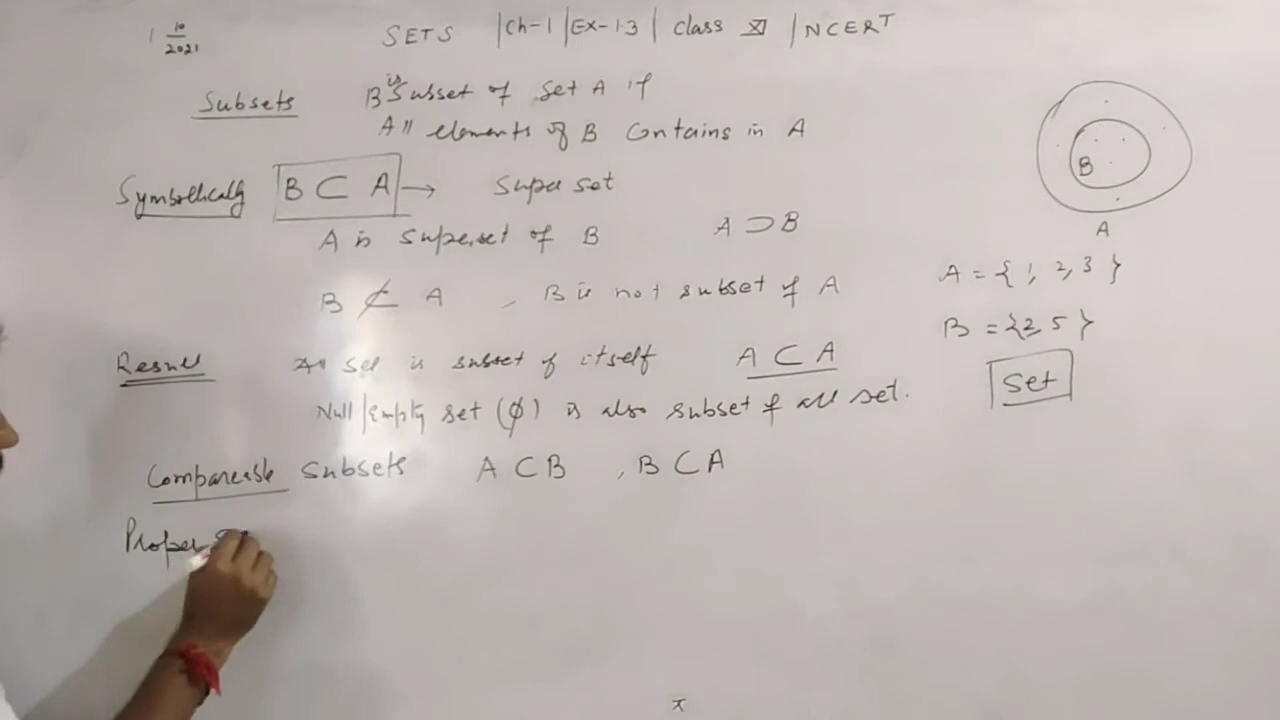 1 10/2021
SETS | Ch-1 | Ex-1.3 | Class XI | NCERT
Subsets B is Subset of Set A if
All elements of B Contains in A
B
A
Symbolically B ⊂ A → Super set
A is superset of B A ⊃ B
B ⊄ A , B is not subset of A
A = { 1, 2, 3 }
B = {2, 5 }
Set
Result All Set is subset of itself A ⊂ A
Null/Empty set (ϕ) is also subset of all set.
Compareable Subsets A ⊂ B , B ⊂ A
Proper